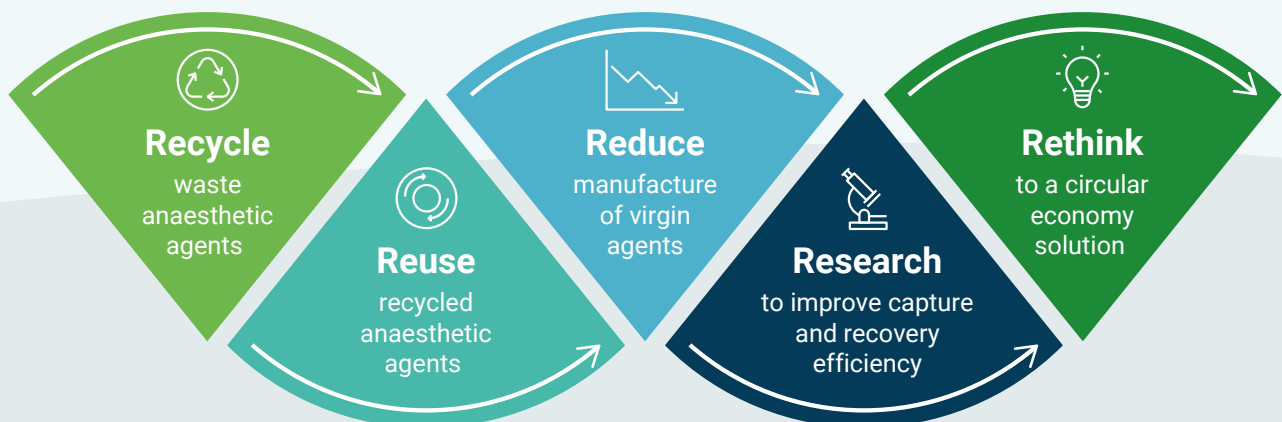 Recycle
waste
anaesthetic
agents
Reuse
recycled
anaesthetic
agents
Reduce
manufacture
of virgin
agents
Research
to improve capture
and recovery
efficiency
Rethink
to a circular
economy
solution